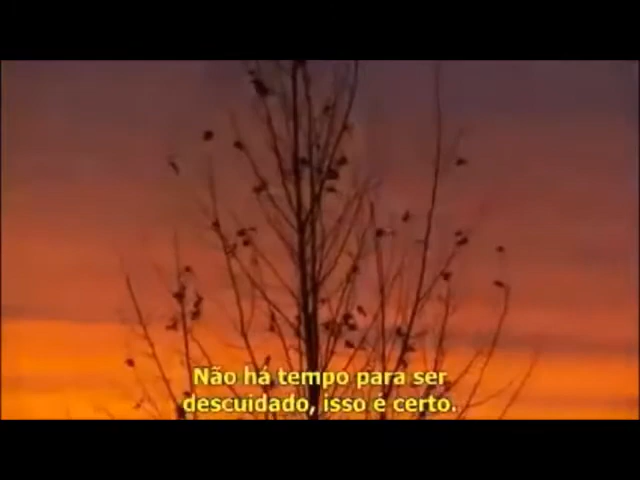 Não há tempo para ser
descuidado, isso é certo.